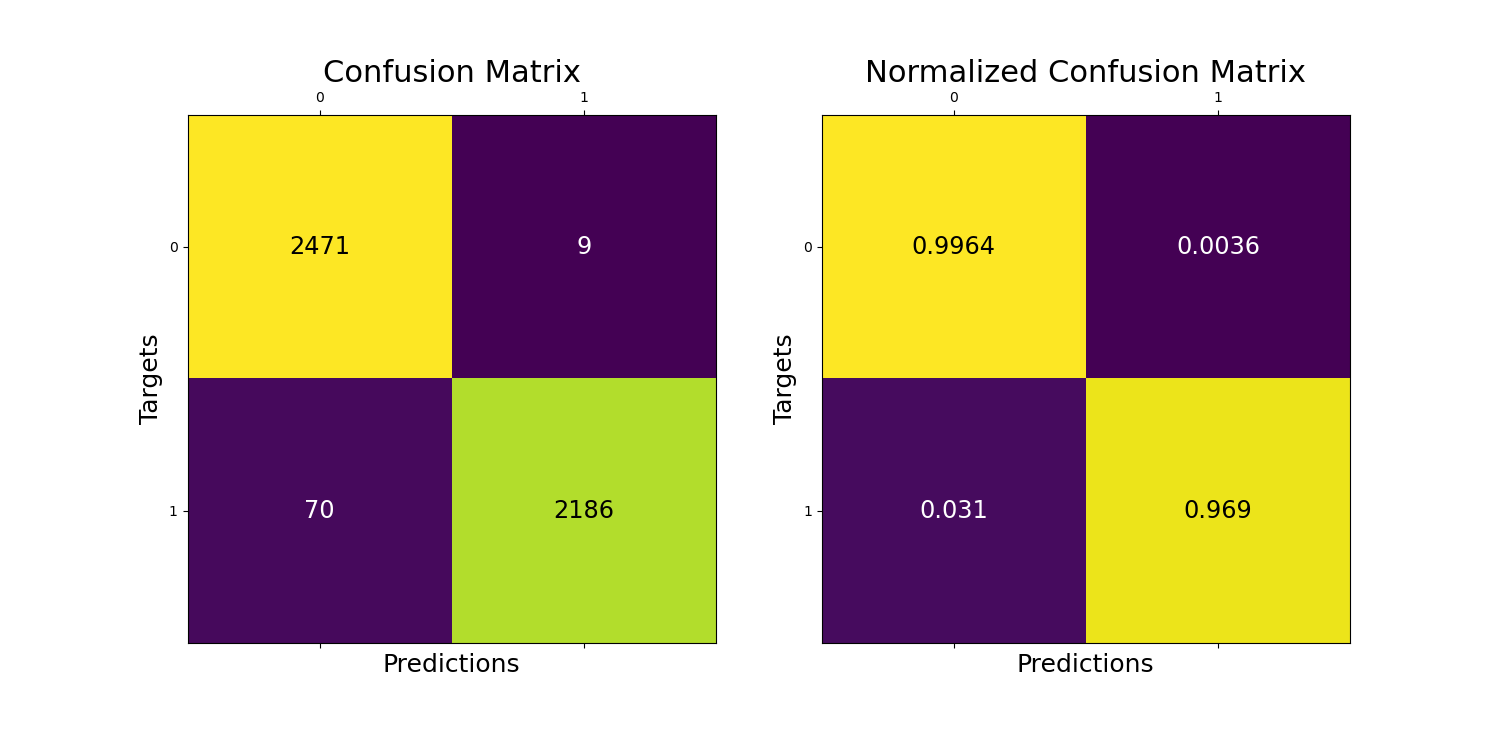 Confusion Matrix
0 1
0 2471 9
1 70 2186
Targets
Predictions
Normalized Confusion Matrix
0 1
0 0.9964 0.0036
1 0.031 0.969
Targets
Predictions